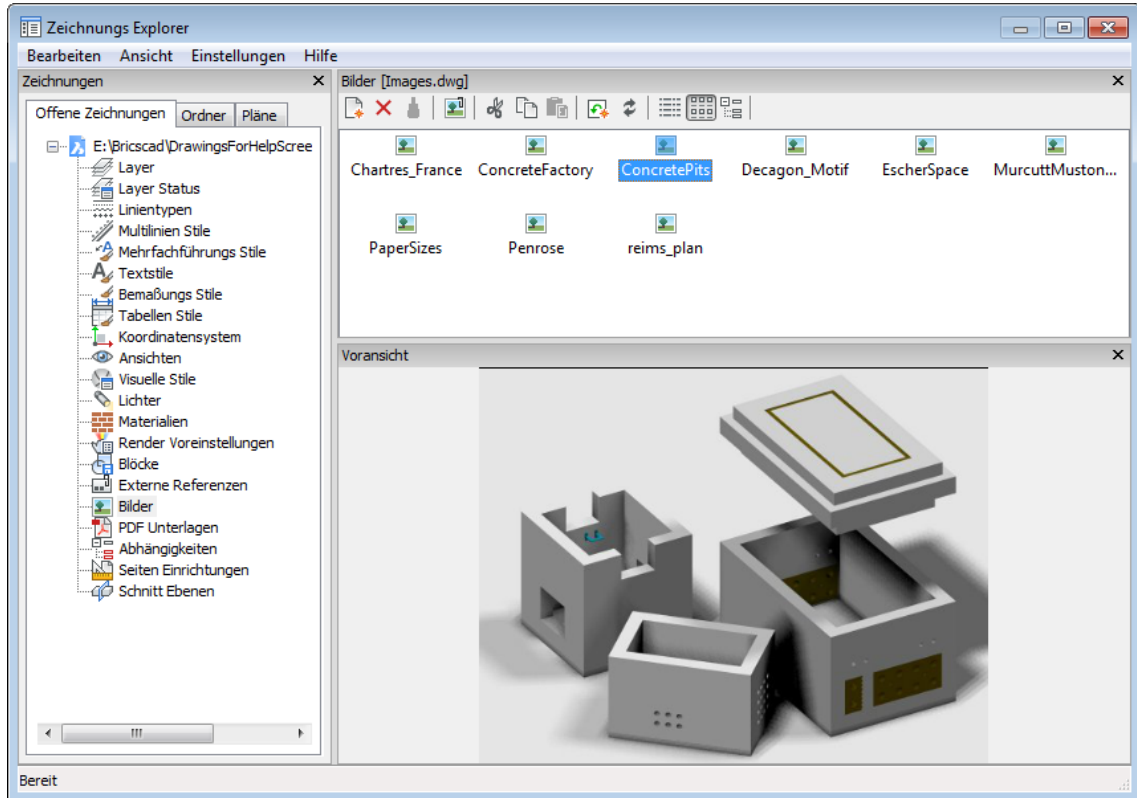 Zeichnungs Explorer
Bearbeiten Ansicht Einstellungen Hilfe
Zeichnungen
Offene Zeichnungen Ordner Pläne
E:\Bricscad\DrawingsForHelpScree
Layer
Layer Status
Linientypen
Multilinien Stile
Mehrfachführungs Stile
Textstile
Bemaßungs Stile
Tabellen Stile
Koordinatensystem
Ansichten
Visuelle Stile
Lichter
Materialien
Render Voreinstellungen
Blöcke
Externe Referenzen
Bilder
PDF Unterlagen
Abhängigkeiten
Seiten Einrichtungen
Schnitt Ebenen
Bilder [Images.dwg]
Chartres_France ConcreteFactory ConcretePits Decagon_Motif EscherSpace MurcuttMuston...
PaperSizes Penrose reims_plan
Voransicht
Bereit